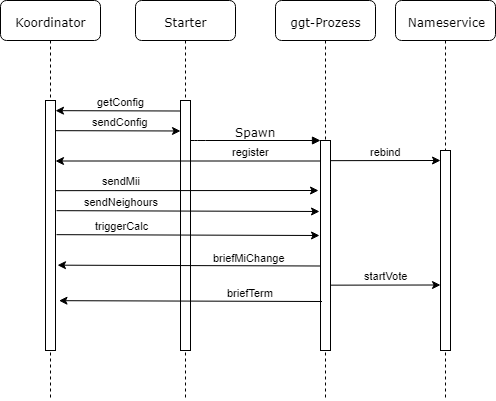 Koordinator
Starter
ggt-Prozess
Nameservice
getConfig
sendConfig
Spawn
register
rebind
sendMii
sendNeighours
triggerCalc
briefMiChange
startVote
briefTerm